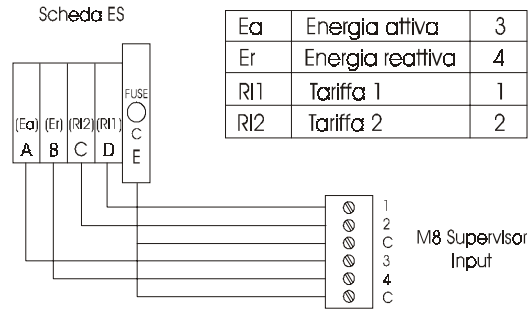 Scheda ES
Ea Energia attiva 3
Er Energia reattiva 4
RI1 Tariffa 1 1
RI2 Tariffa 2 2
FUSE
(Ea) (Er) (RI2) (RI1) C
A B C D E
1
2
C
3
4
C
M8 Supervisor
Input